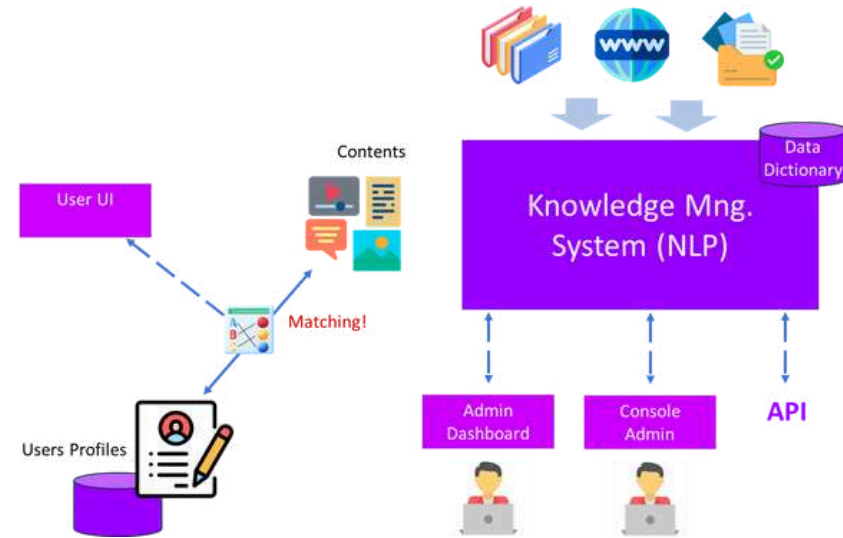 WWW
Contents
Data
Dictionary
User UI
Knowledge Mng.
System (NLP)
A
B
Matching!
Admin
Dashboard
Console
Admin
API
Users Profiles